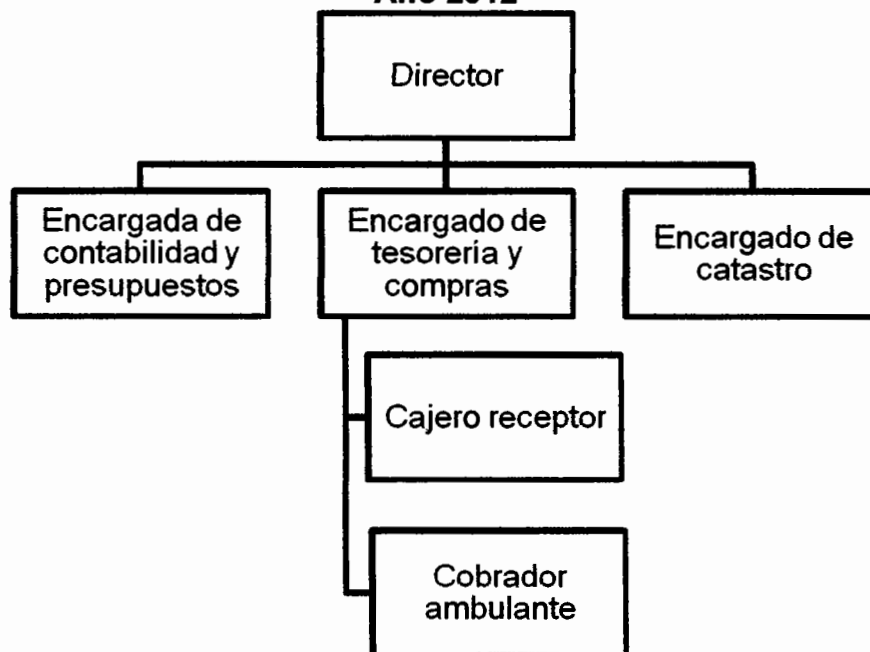 Director
Encargada de
contabilidad y
presupuestos
Encargado de
tesorería y
compras
Encargado de
catastro
Cajero receptor
Cobrador
ambulante